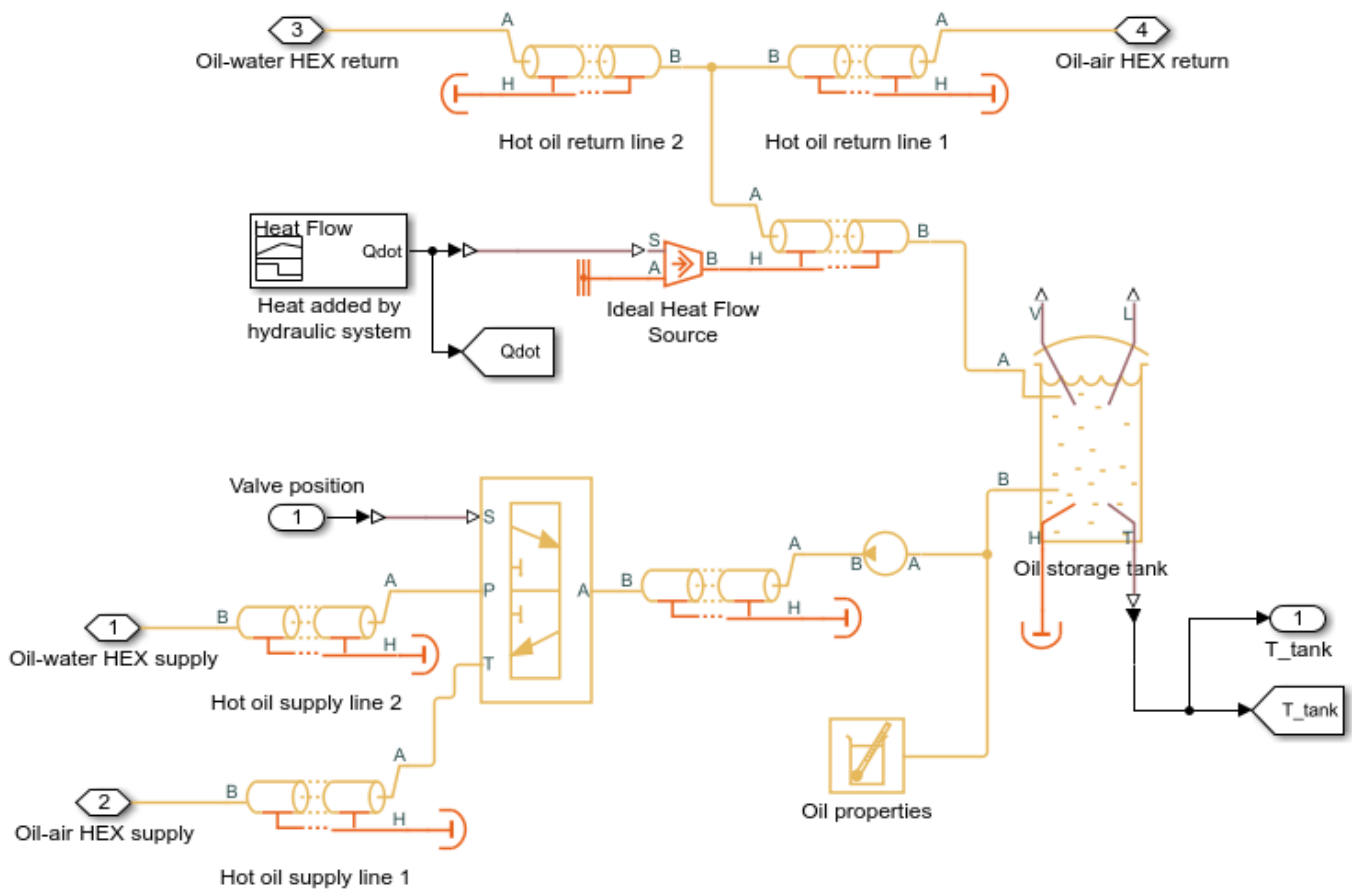 3
A
B
B
A
4
Oil-water HEX return
H
H
Oil-air HEX return
Hot oil return line 2
Hot oil return line 1
A
Heat Flow
Qdot
S
A
B
H
B
Heat added by
hydraulic system
Ideal Heat Flow
Source
Qdot
V
L
A
B
H
T
Oil storage tank
Valve position
1
S
P
A
T
B
A
H
B
A
1
B
A
H
Oil-water HEX supply
Hot oil supply line 2
1
T_tank
T_tank
2
B
A
H
Oil-air HEX supply
Hot oil supply line 1
Oil properties